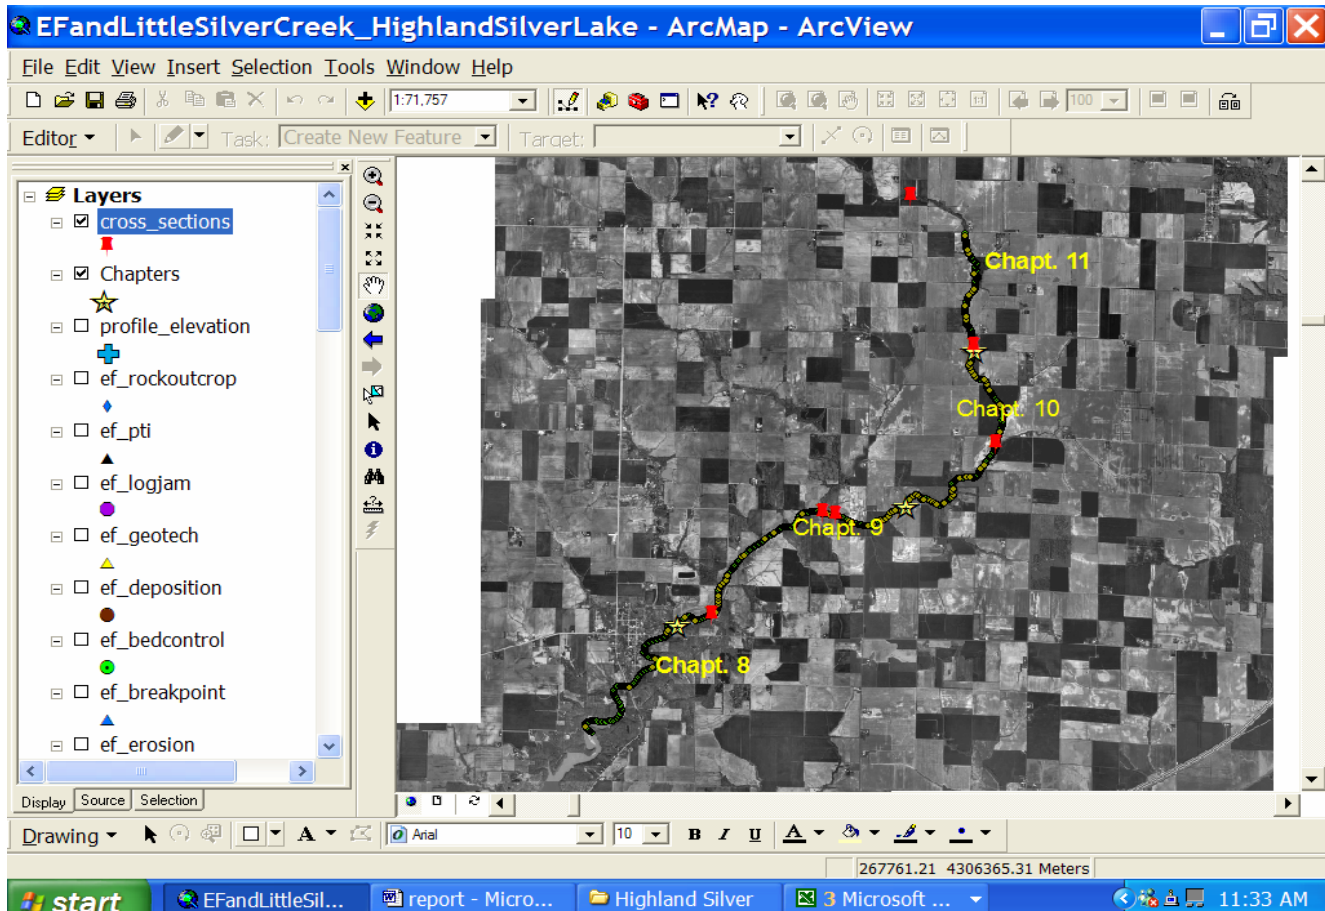 EFandLittleSilverCreek_HighlandSilverLake - ArcMap - ArcView
File Edit View Insert Selection Tools Window Help
1:71,757
1:1
100
Editor
Task: Create New Feature
Target:
Layers
cross_sections
Chapters
profile_elevation
ef_rockoutcrop
ef_pti
ef_logjam
ef_geotech
ef_deposition
ef_bedcontrol
ef_breakpoint
ef_erosion
Display Source Selection
Chapt. 11
Chapt. 10
Chapt. 9
Chapt. 8
Drawing
A
Arial
10
B I U A
267761.21 4306365.31 Meters
start
EFandLittleSil...
report - Micro...
Highland Silver
3 Microsoft ...
11:33 AM